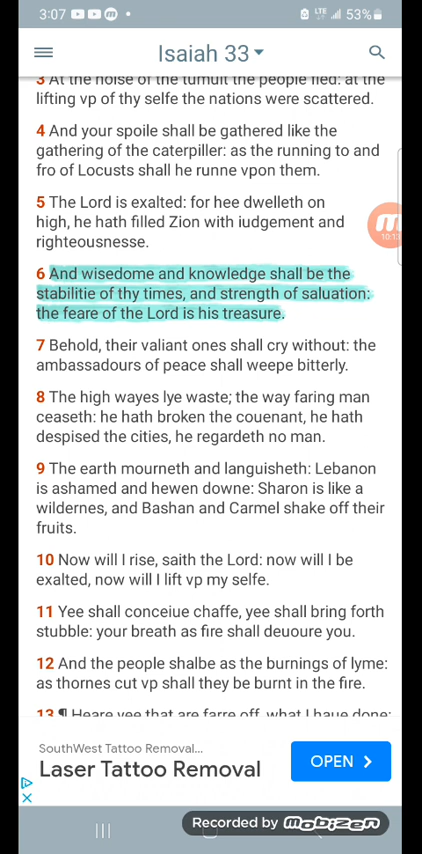 3:07
LTE 53%
Isaiah 33
3 At the noise of the tumult the people fled: at the
lifting vp of thy selfe the nations were scattered.
4 And your spoile shall be gathered like the
gathering of the caterpiller: as the running to and
fro of Locusts shall he runne vpon them.
5 The Lord is exalted: for hee dwelleth on
high, he hath filled Zion with iudgement and
righteousnesse.
6 And wisedome and knowledge shall be the
stabilitie of thy times, and strength of saluation:
the feare of the Lord is his treasure.
7 Behold, their valiant ones shall cry without: the
ambassadours of peace shall weepe bitterly.
8 The high wayes lye waste; the way faring man
ceaseth: he hath broken the couenant, he hath
despised the cities, he regardeth no man.
9 The earth mourneth and languisheth: Lebanon
is ashamed and hewen downe: Sharon is like a
wildernes, and Bashan and Carmel shake off their
fruits.
10 Now will I rise, saith the Lord: now will I be
exalted, now will I lift vp my selfe.
11 Yee shall conceiue chaffe, yee shall bring forth
stubble: your breath as fire shall deuoure you.
12 And the people shalbe as the burnings of lyme:
as thornes cut vp shall they be burnt in the fire.
13 ¶ Heare yee that are farre off, what I haue done:
SouthWest Tattoo Removal...
Laser Tattoo Removal
OPEN
Recorded by mobizen